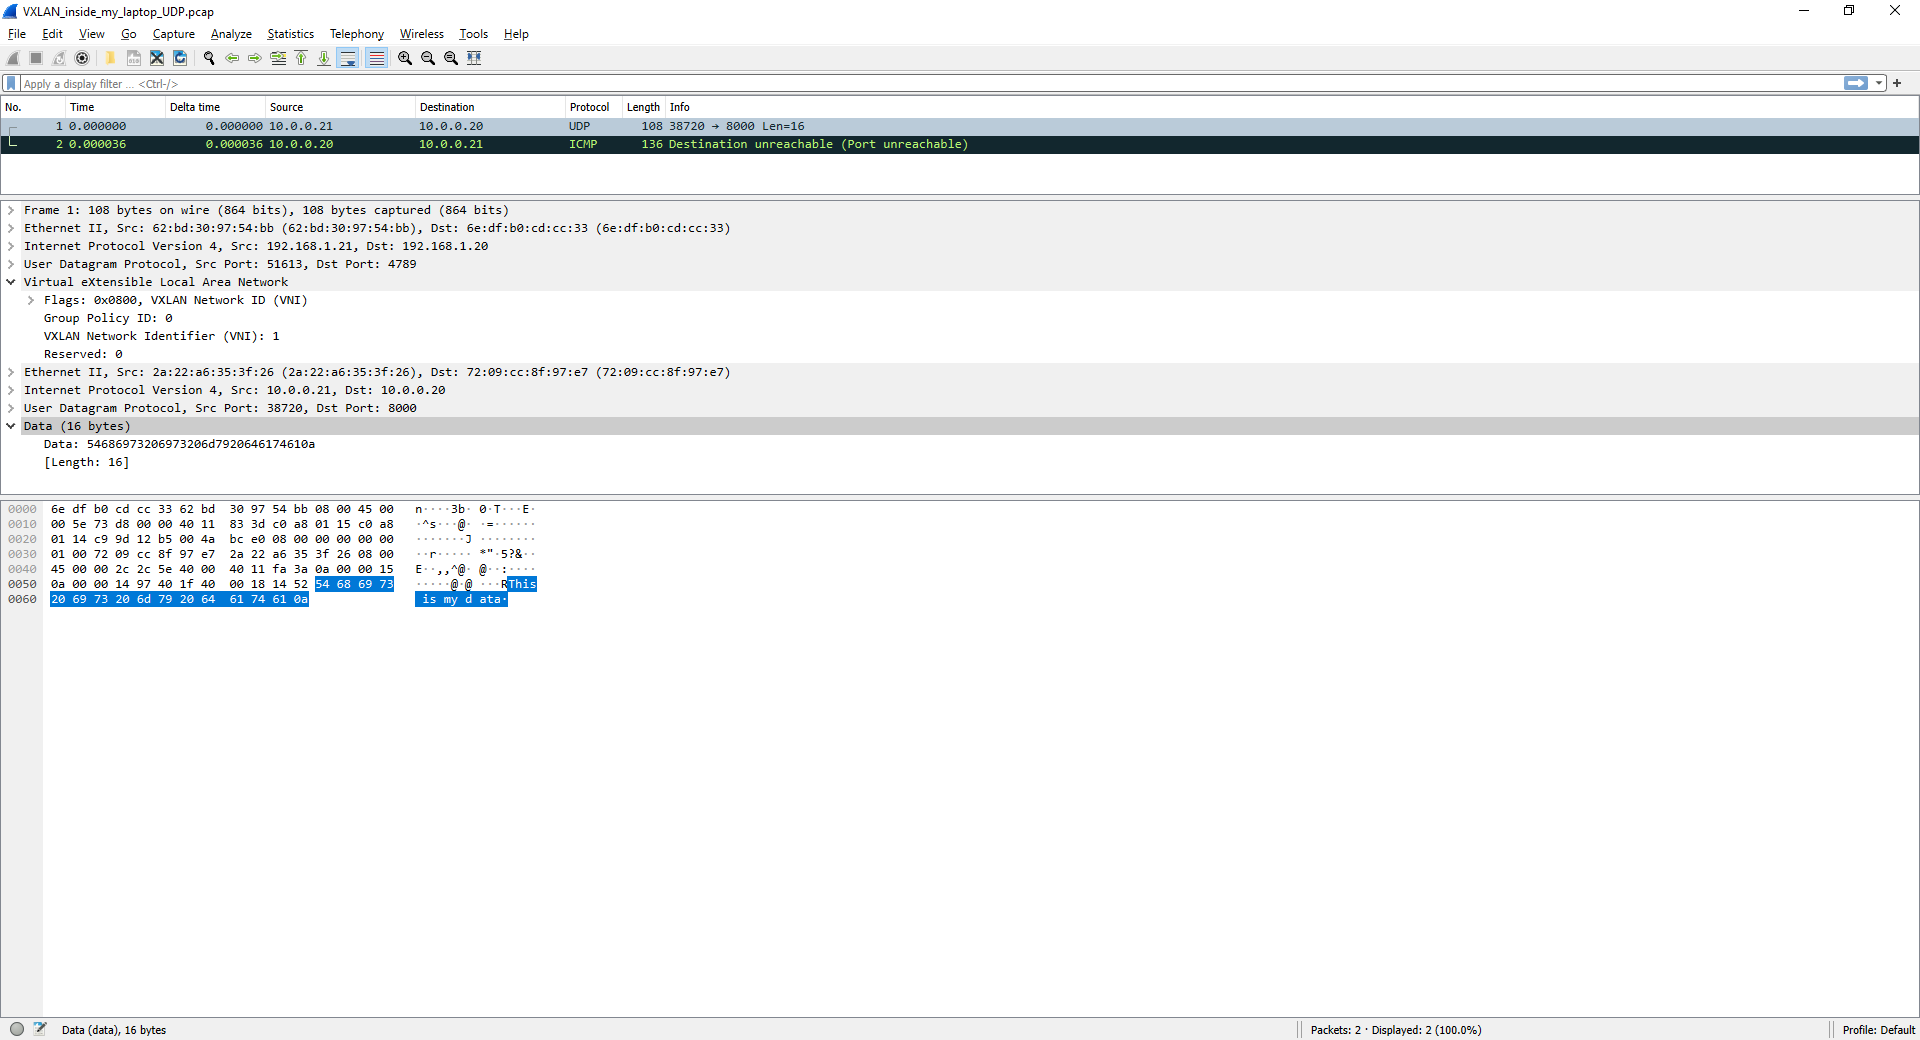 VXLAN_inside_my_laptop_UDP.pcap
File Edit View Go Capture Analyze Statistics Telephony Wireless Tools Help
Apply a display filter ... <Ctrl-/>
No. Time Delta time Source Destination Protocol Length Info
1 0.000000 0.000000 10.0.0.21 10.0.0.20 UDP 108 38720 → 8000 Len=16
2 0.000036 0.000036 10.0.0.20 10.0.0.21 ICMP 136 Destination unreachable (Port unreachable)
Frame 1: 108 bytes on wire (864 bits), 108 bytes captured (864 bits)
Ethernet II, Src: 62:bd:30:97:54:bb (62:bd:30:97:54:bb), Dst: 6e:df:b0:cd:cc:33 (6e:df:b0:cd:cc:33)
Internet Protocol Version 4, Src: 192.168.1.21, Dst: 192.168.1.20
User Datagram Protocol, Src Port: 51613, Dst Port: 4789
Virtual eXtensible Local Area Network
Flags: 0x0800, VXLAN Network ID (VNI)
Group Policy ID: 0
VXLAN Network Identifier (VNI): 1
Reserved: 0
Ethernet II, Src: 2a:22:a6:35:3f:26 (2a:22:a6:35:3f:26), Dst: 72:09:cc:8f:97:e7 (72:09:cc:8f:97:e7)
Internet Protocol Version 4, Src: 10.0.0.21, Dst: 10.0.0.20
User Datagram Protocol, Src Port: 38720, Dst Port: 8000
Data (16 bytes)
Data: 54686973206973206d7920646174610a
[Length: 16]
0000 6e df b0 cd cc 33 62 bd 30 97 54 bb 08 00 45 00 n····3b· 0·T···E·
0010 00 5e 73 d8 00 00 40 11 83 3d c0 a8 01 15 c0 a8 ·^s···@· ·=······
0020 01 14 c9 9d 12 b5 00 4a bc e0 08 00 00 00 00 00 ·······J ········
0030 01 00 72 09 cc 8f 97 e7 2a 22 a6 35 3f 26 08 00 ··r····· *"·5?&··
0040 45 00 00 2c 2c 5e 40 00 40 11 fa 3a 0a 00 00 15 E··,,^@· @··:····
0050 0a 00 00 14 97 40 1f 40 00 18 14 52 54 68 69 73 ·····@·@ ···RThis
0060 20 69 73 20 6d 79 20 64 61 74 61 0a is my d ata·
Data (data), 16 bytes Packets: 2 · Displayed: 2 (100.0%) Profile: Default